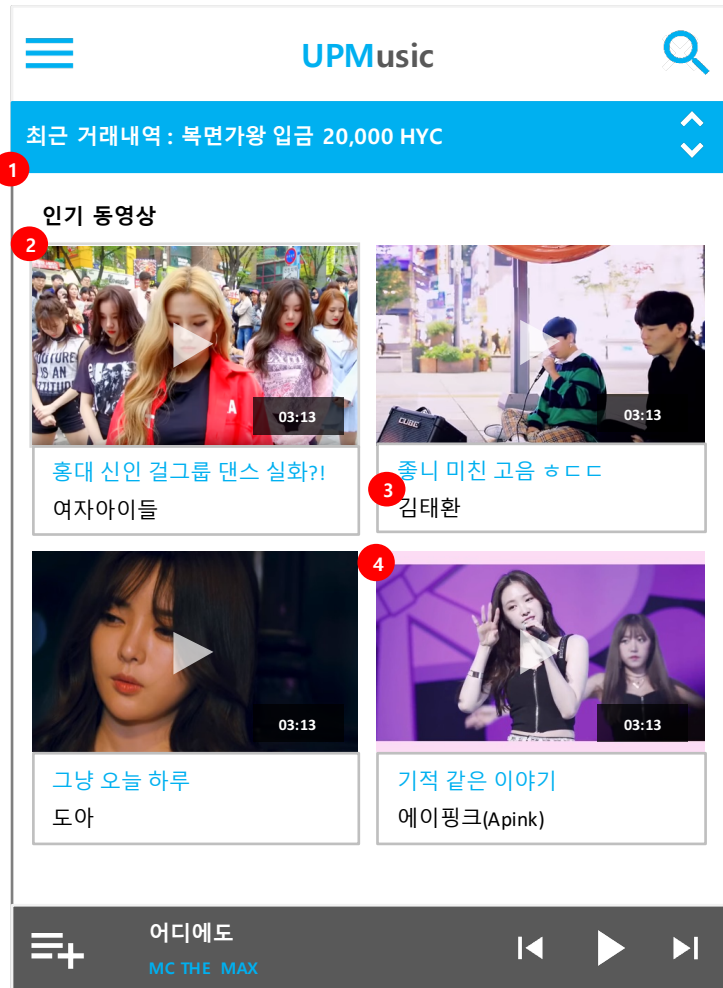 UPMusic
최근 거래내역 : 복면가왕 입금 20,000 HYC
1
인기 동영상
2
A
03:13
CUBE
03:13
홍대 신인 걸그룹 댄스 실화?!
여자아이들
좋니 미친 고음 ㅎㄷㄷ
3
김태환
4
03:13
03:13
그냥 오늘 하루
도아
기적 같은 이야기
에이핑크(Apink)
어디에도
MC THE MAX